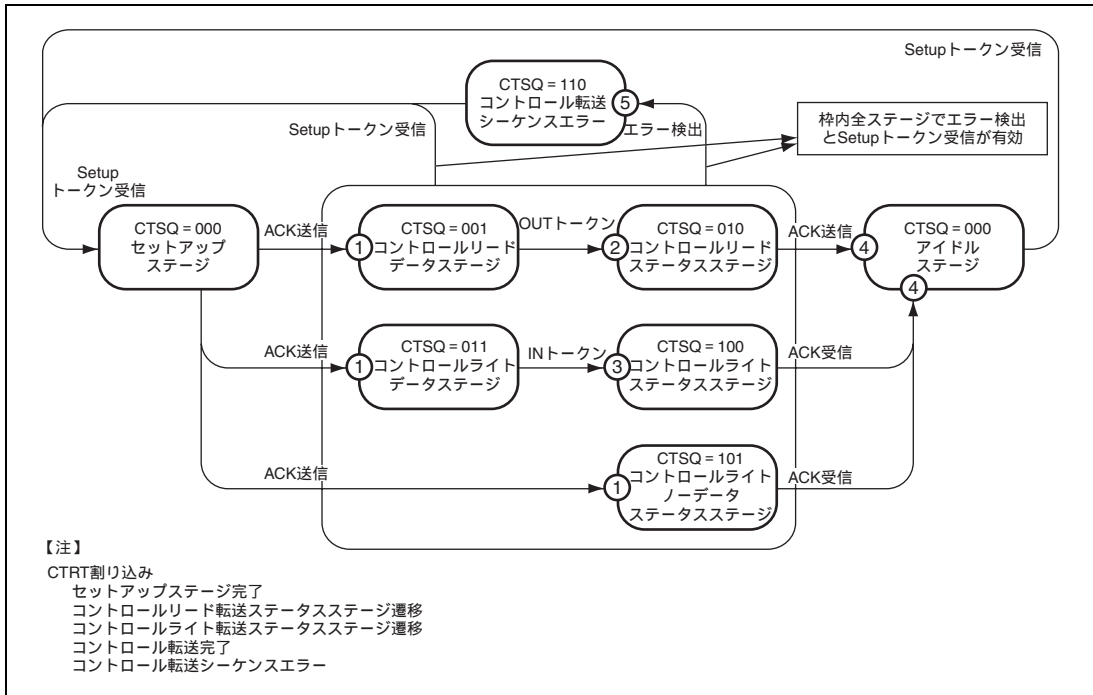 Setupトークン受信
CTSQ = 110
コントロール転送
シーケンスエラー
5
Setupトークン受信
エラー検出
枠内全ステージでエラー検出
とSetupトークン受信が有効
Setup
トークン受信
CTSQ = 000
セットアップ
ステージ
ACK送信
1
CTSQ = 001
コントロールリード
データステージ
OUTトークン
2
CTSQ = 010
コントロールリード
ステータスステージ
ACK送信
4
CTSQ = 000
アイドル
ステージ
4
ACK送信
1
CTSQ = 011
コントロールライト
データステージ
INトークン
3
CTSQ = 100
コントロールライト
ステータスステージ
ACK受信
ACK送信
1
CTSQ = 101
コントロールライト
ノーデータ
ステータスステージ
ACK受信
【注】
CTRT割り込み
セットアップステージ完了
コントロールリード転送ステータスステージ遷移
コントロールライト転送ステータスステージ遷移
コントロール転送完了
コントロール転送シーケンスエラー